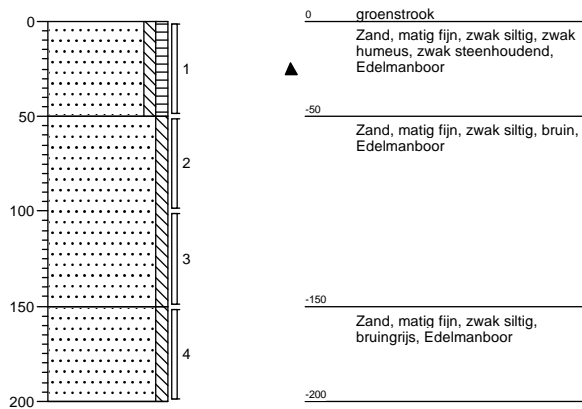 0
50
100
150
200
1
2
3
4
0
groenstrook
Zand, matig fijn, zwak siltig, zwak
humeus, zwak steenhoudend,
Edelmanboor
-50
Zand, matig fijn, zwak siltig, bruin,
Edelmanboor
-150
Zand, matig fijn, zwak siltig,
bruingrijs, Edelmanboor
-200